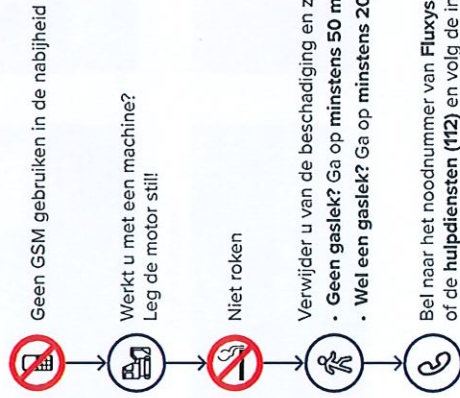 Geen GSM gebruiken in de nabijheid
Werkt u met een machine?
Leg de motor stil!
Niet roken
Verwijder u van de beschadiging en
• Geen gaslek? Ga op minstens 50
• Wel een gaslek? Ga op minstens
Bel naar het noodnummer van Fluxys
of de hulpdiensten (112) en volg de